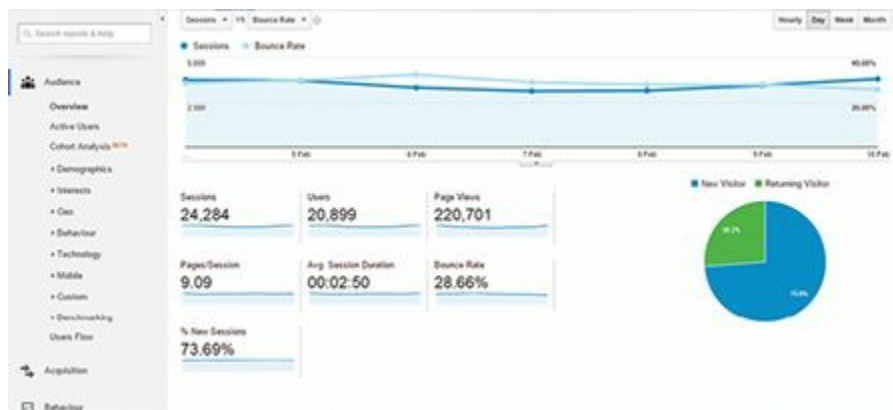 Search reports & help
Audience
Overview
Active Users
Cohort Analysis BETA
Demographics
Interests
Geo
Behaviour
Technology
Mobile
Custom
Benchmarking
Users Flow
Acquisition
Behaviour
Sessions VS Bounce Rate
Hourly Day Week Month
Sessions Bounce Rate
5,000 40.00%
2,500 20.00%
5 Feb 6 Feb 7 Feb 8 Feb 9 Feb 10 Feb
Sessions Users Page Views
24,284 20,899 220,701
Pages/Session Avg. Session Duration Bounce Rate
9.09 00:02:50 28.66%
% New Sessions
73.69%
New Visitor Returning Visitor